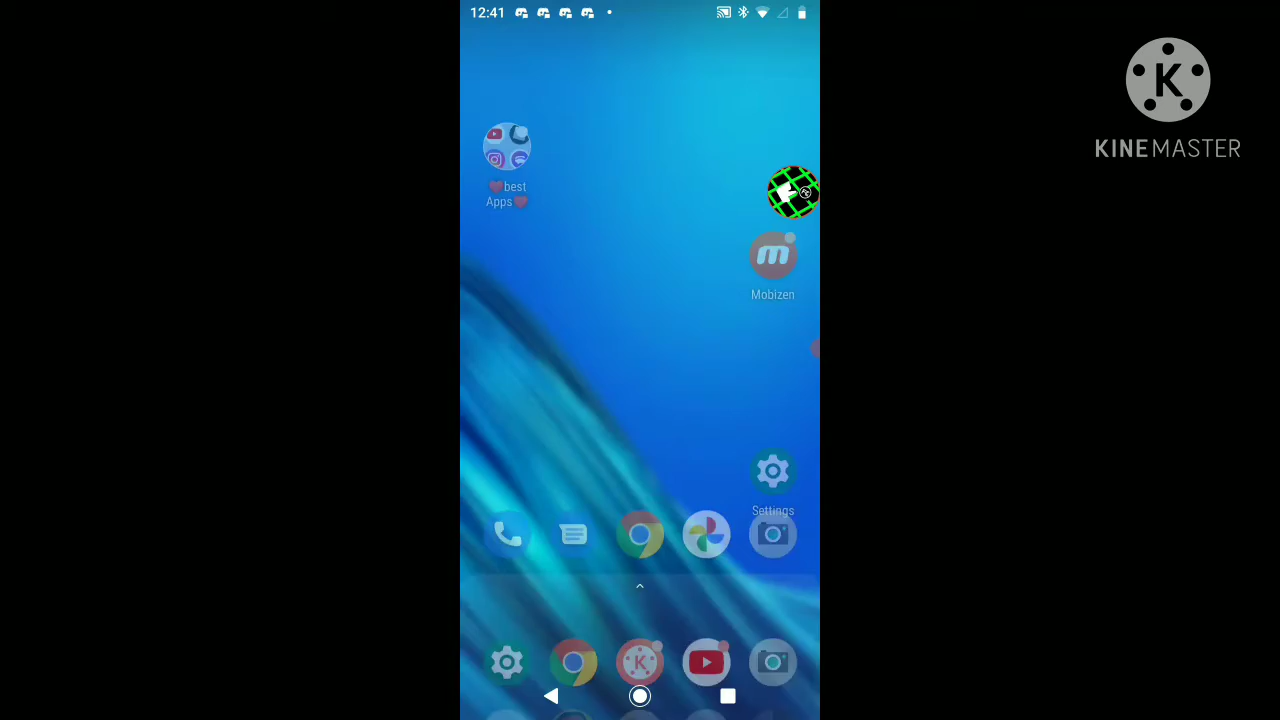 12:41
K
KINEMASTER
♥best
Apps♥
m
Mobizen
Settings
K